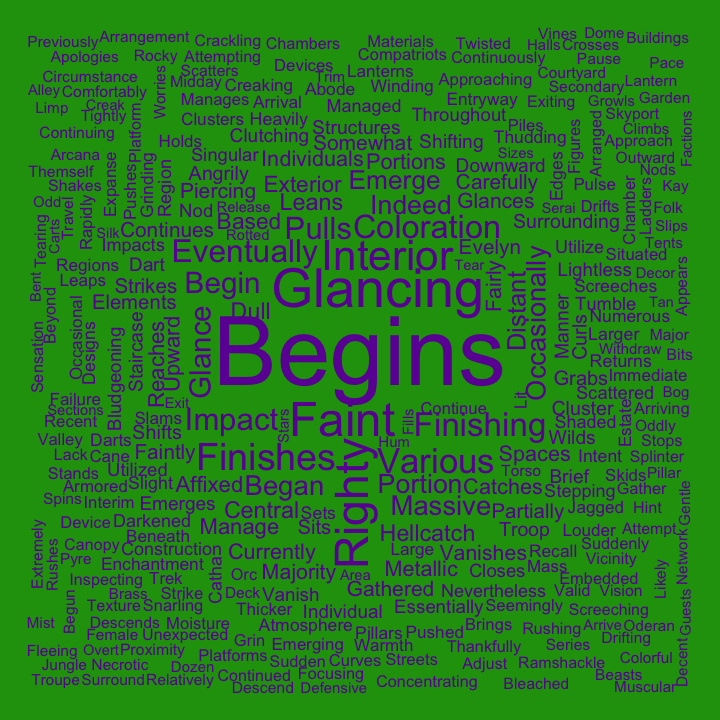 Previously
Arrangement
Crackling
Chambers
Materials
Twisted
Vines
Dome
Buildings
Apologies
Rocky
Attempting
Devices
Compatriots
Continuously
Halls
Crosses
Pause
Pace
Circumstance
Worries
Scatters
Trim
Lanterns
Winding
Approaching
Courtyard
Secondary
Lantern
Alley
Comfortably
Midday
Creaking
Abode
Entryway
Exiting
Growls
Garden
Limp
Creak
Tightly
Manages
Arrival
Managed
Throughout
Piles
Skyport
Factions
Continuing
Platform
Clusters
Heavily
Structures
Thudding
Figures
Arranged
Climbs
Approach
Arcana
Holds
Clutching
Somewhat
Shifting
Sizes
Edges
Outward
Themself
Expanse
Pushes
Grinding
Region
Singular
Individuals
Portions
Downward
Nods
Shakes
Angrily
Piercing
Exterior
Emerge
Carefully
Pulse
Chamber
Ladders
Kay
Odd
Travel
Rapidly
Nod
Release
Leans
Indeed
Glances
Serai
Drifts
Folk
Tearing
Carts
Silk
Continues
Based
Rotted
Pulls
Coloration
Surrounding
Slips
Tents
Impacts
Eventually
Interior
Evelyn
Utilize
Situated
Regions
Dart
Tear
Fairly
Distant
Occasionally
Lightless
Decor
Appears
Bent
Leaps
Strikes
Begin
Glancing
Manner
Curls
Screeches
Beyond
Elements
Dull
Tumble
Tan
Numerous
Sensation
Occasional
Designs
Bludgeoning
Staircase
Reaches
Upward
Glance
Begins
Larger
Major
Withdraw
Returns
Bits
Grabs
Immediate
Failure
Exit
Lit
Scattered
Bog
Sections
Recent
Slams
Shifts
Impact
Stars
Faint
Fills
Continue
Finishing
Cluster
Shaded
Estate
Arriving
Oddly
Valley
Darts
Faintly
Hum
Wilds
Stops
Lack
Cane
Finishes
Righty
Various
Spaces
Intent
Splinter
Stands
Utilized
Torso
Brief
Skids
Pillar
Armored
Slight
Affixed
Began
Portion
Catches
Stepping
Gather
Spins
Interim
Emerges
Central
Sets
Massive
Partially
Jagged
Hint
Gentle
Device
Darkened
Manage
Sits
Hellcatch
Troop
Louder
Attempt
Extremely
Rushes
Canopy
Beneath
Construction
Currently
Large
Vanishes
Recall
Suddenly
Network
Pyre
Enchantment
Cathal
Majority
Area
Metallic
Closes
Mass
Vicinity
Inspecting
Trek
Orc
Gathered
Nevertheless
Embedded
Likely
Begun
Brass
Strike
Deck
Vanish
Individual
Essentially
Seemingly
Valid
Vision
Texture
Snarling
Thicker
Screeching
Guests
Mist
Descends
Moisture
Atmosphere
Pillars
Pushed
Brings
Rushing
Arrive
Oderan
Female
Unexpected
Grin
Emerging
Warmth
Thankfully
Series
Drifting
Decent
Fleeing
Overt
Proximity
Platforms
Sudden
Curves
Streets
Adjust
Ramshackle
Colorful
Jungle
Necrotic
Dozen
Continued
Focusing
Beasts
Troupe
Surround
Relatively
Descend
Defensive
Concentrating
Bleached
Muscular